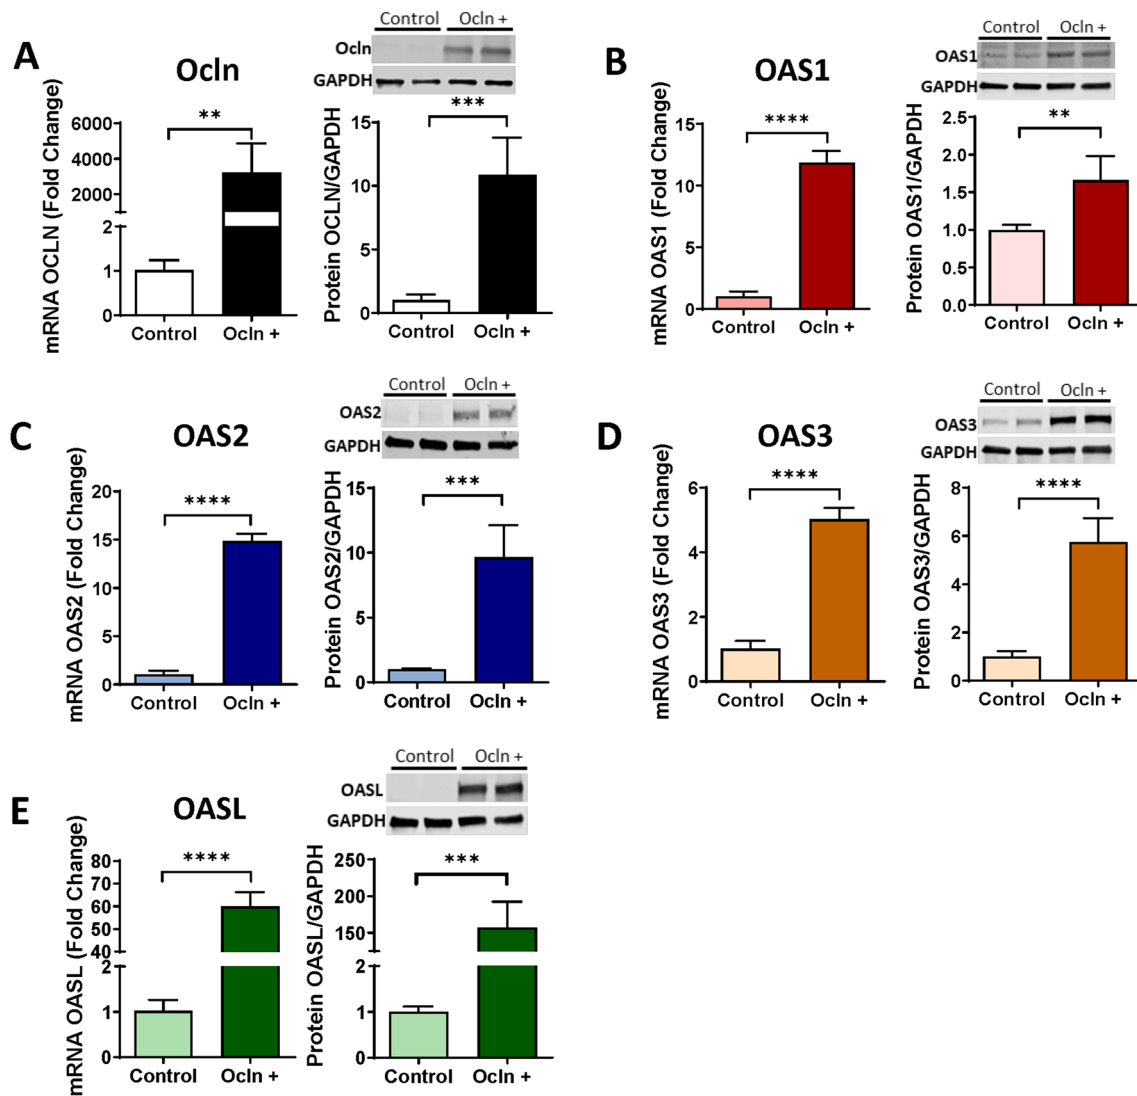 A
Ocln
Control Ocln +
Ocln
GAPDH
mRNA OCLN (Fold Change)
6000
4000
2000
2
1
0
**
Control Ocln +
Protein OCLN/GAPDH
15
10
5
0
***
Control Ocln +
B
OAS1
Control Ocln +
OAS1
GAPDH
mRNA OAS1 (Fold Change)
15
10
5
0
****
Control Ocln +
Protein OAS1/GAPDH
2.5
2.0
1.5
1.0
0.5
0.0
**
Control Ocln +
C
OAS2
Control Ocln +
OAS2
GAPDH
mRNA OAS2 (Fold Change)
20
15
10
5
0
****
Control Ocln +
Protein OAS2/GAPDH
15
10
5
0
***
Control Ocln +
D
OAS3
Control Ocln +
OAS3
GAPDH
mRNA OAS3 (Fold Change)
6
4
2
0
****
Control Ocln +
Protein OAS3/GAPDH
8
6
4
2
0
****
Control Ocln +
E
OASL
Control Ocln +
OASL
GAPDH
mRNA OASL (Fold Change)
80
70
60
50
40
2
1
0
****
Control Ocln +
Protein OASL/GAPDH
250
200
150
2
1
0
***
Control Ocln +